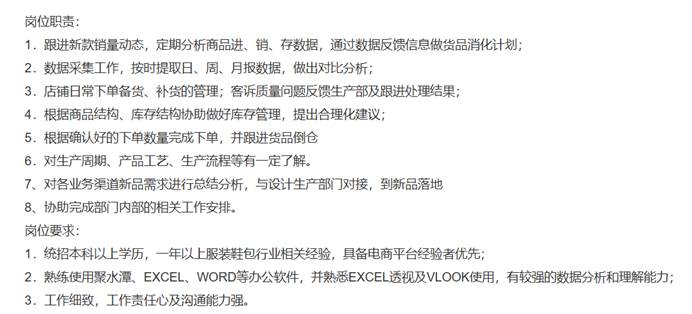 岗位职责：
1．跟进新款销量动态，定期分析商品进、销、存数据，通过数据反馈信息做货品消化计划；
2．数据采集工作，按时提取日、周、月报数据，做出对比分析；
3．店铺日常下单备货、补货的管理；客诉质量问题反馈生产部及跟进处理结果；
4．根据商品结构、库存结构协助做好库存管理，提出合理化建议；
5．根据确认好的下单数量完成下单，并跟进货品倒仓
6．对生产周期、产品工艺、生产流程等有一定了解。
7、对各业务渠道新品需求进行总结分析，与设计生产部门对接，到新品落地
8、协助完成部门内部的相关工作安排。
岗位要求：
1．统招本科以上学历，一年以上服装鞋包行业相关经验，具备电商平台经验者优先；
2．熟练使用聚水潭、EXCEL、WORD等办公软件，并熟悉EXCEL透视及VLOOK使用，有较强的数据分析和理解能力；
3．工作细致，工作责任心及沟通能力强。